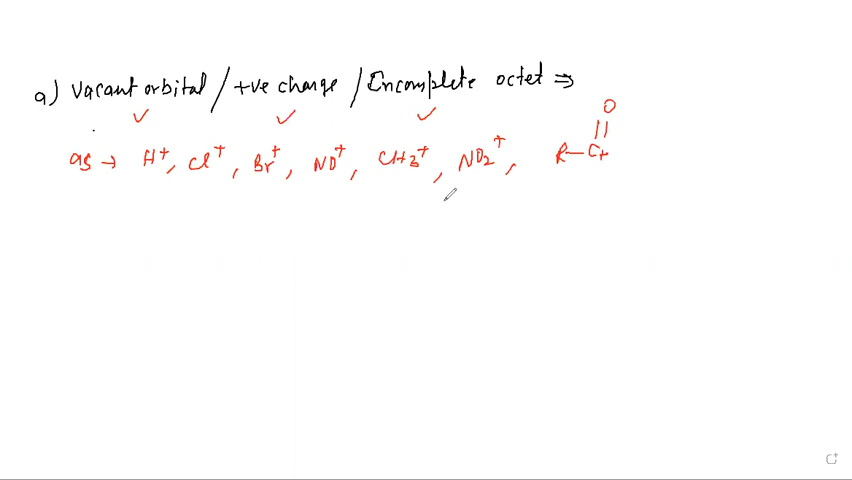 a) Vacant orbital / +ve charge / Incomplete octet ⇒
as → H⁺, Cl⁺, Br⁺, NO⁺, CH3⁺, NO2⁺, R—C+
O